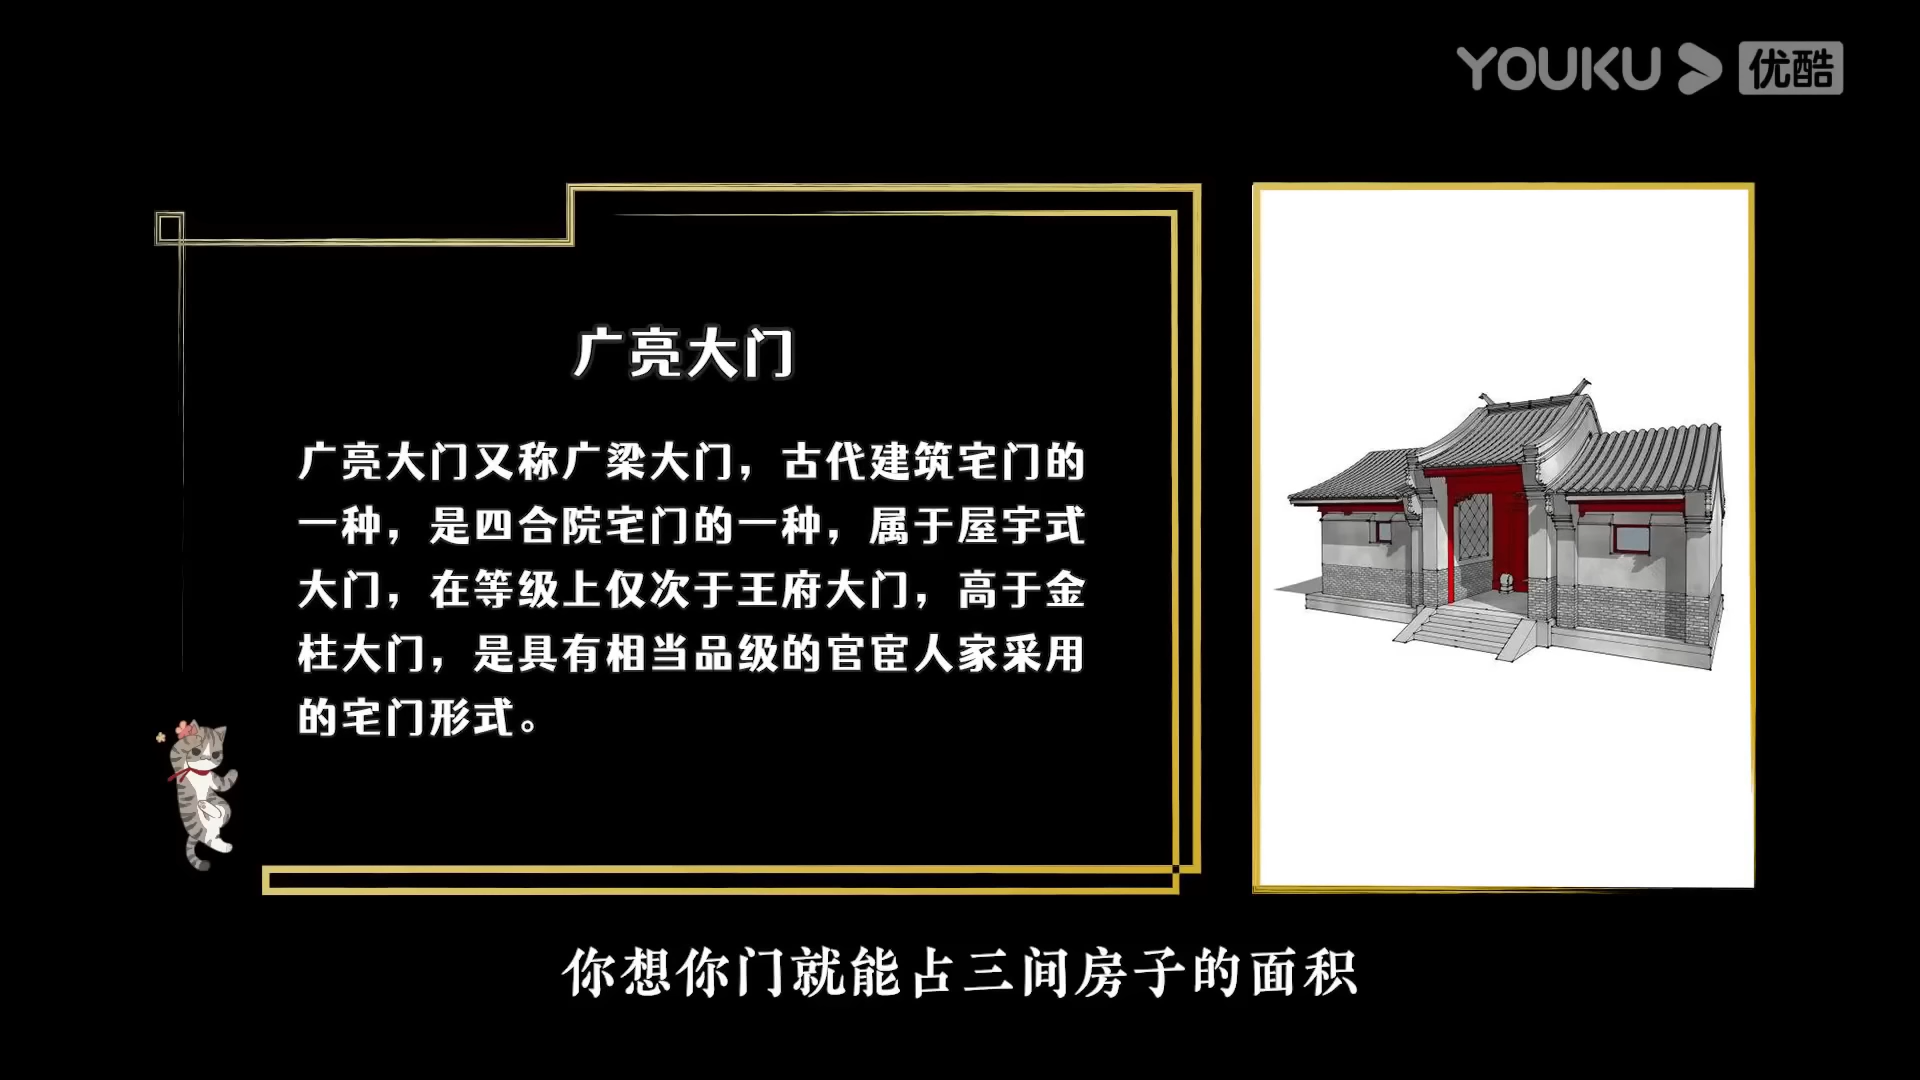 YOUKU 优酷
广亮大门
广亮大门又称广梁大门，古代建筑宅门的
一种，是四合院宅门的一种，属于屋宇式
大门，在等级上仅次于王府大门，高于金
柱大门，是具有相当品级的官宦人家采用
的宅门形式。
你想你门就能占三间房子的面积